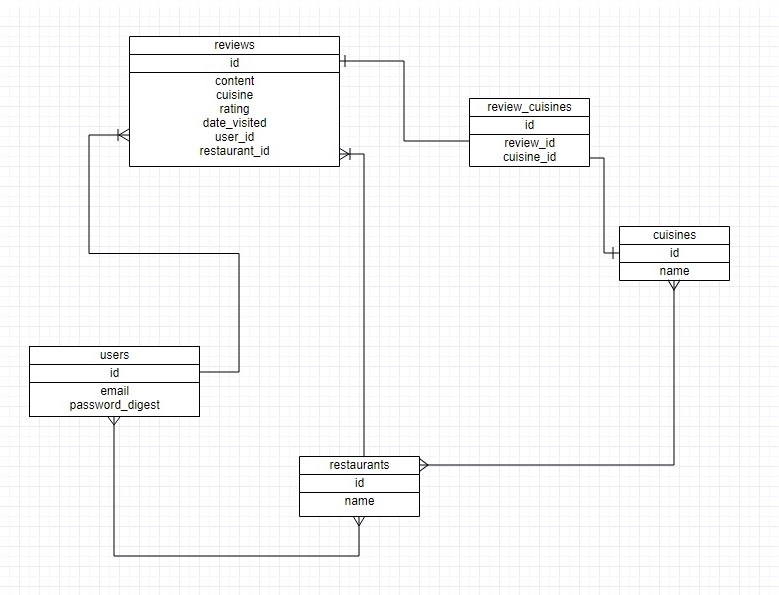 reviews
id
content
cuisine
rating
date_visited
user_id
restaurant_id
review_cuisines
id
review_id
cuisine_id
cuisines
id
name
users
id
email
password_digest
restaurants
id
name